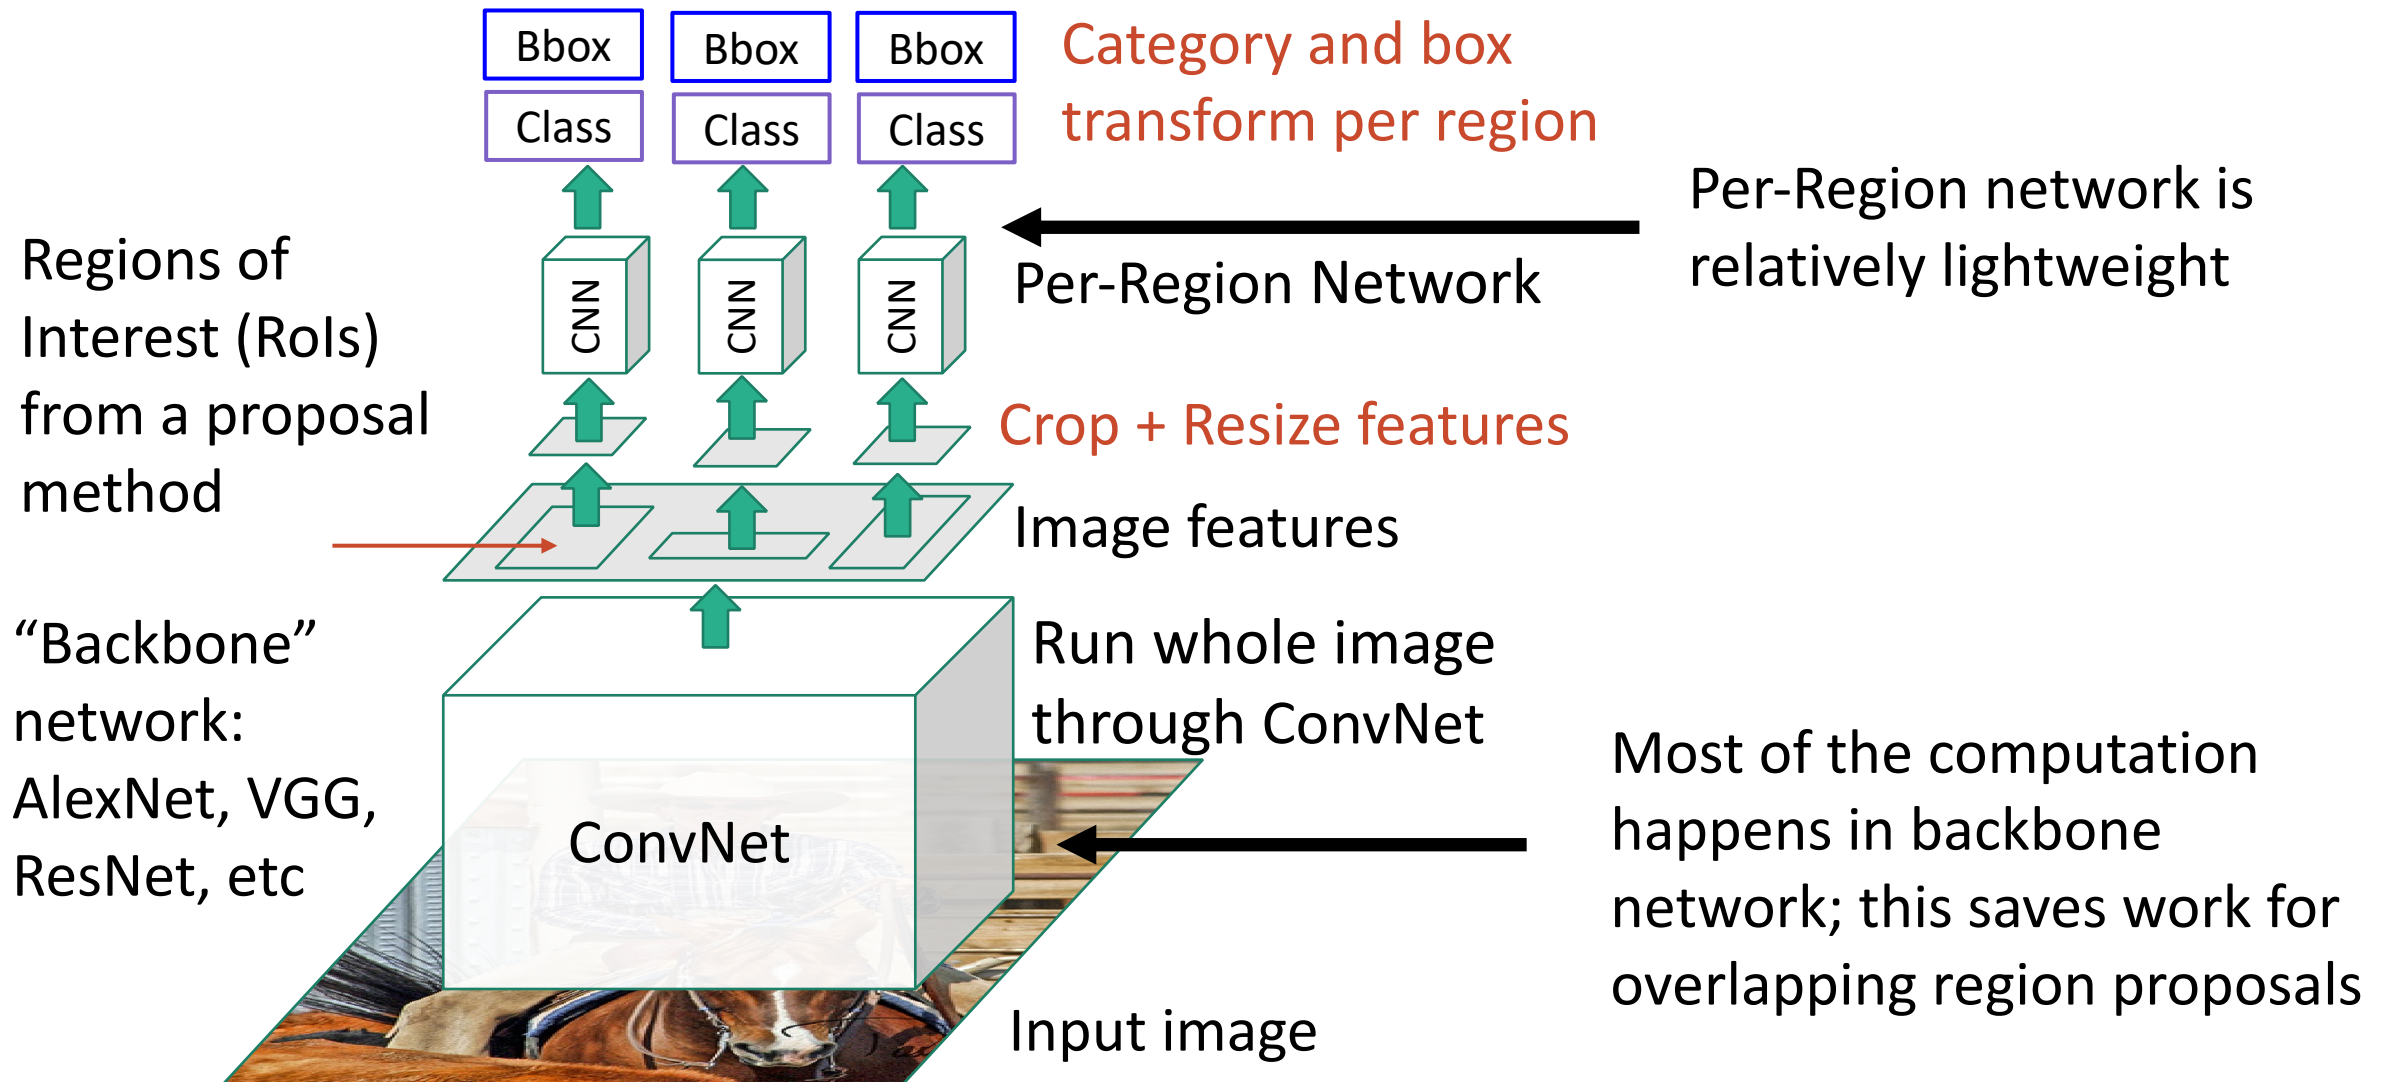 Bbox
Bbox
Bbox
Class
Class
Class
Category and box
transform per region
Per-Region network is
relatively lightweight
Regions of
Interest (RoIs)
from a proposal
method
CNN
CNN
CNN
Per-Region Network
Crop + Resize features
Image features
“Backbone”
network:
AlexNet, VGG,
ResNet, etc
Run whole image
through ConvNet
ConvNet
Most of the computation
happens in backbone
network; this saves work for
overlapping region proposals
Input image